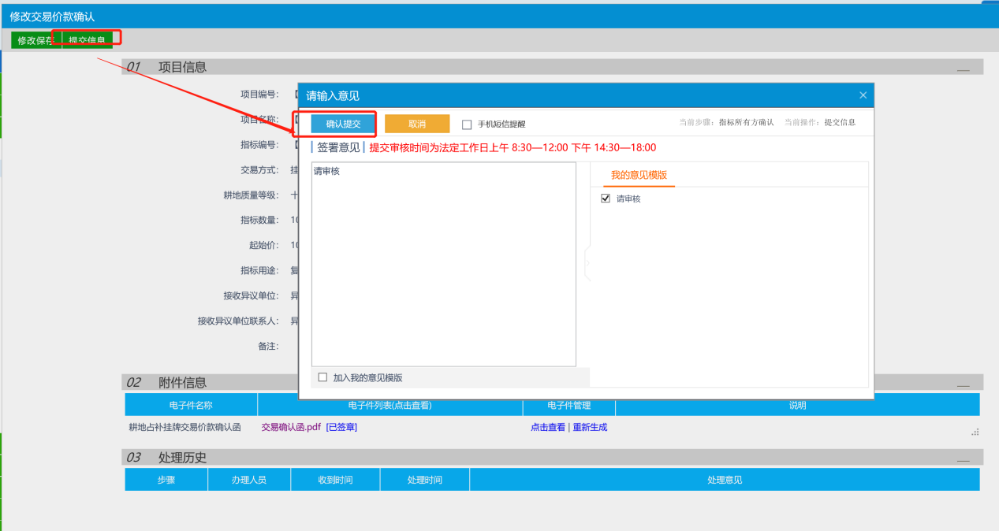 修改交易价款确认
修改保存 提交信息
01 项目信息
项目编号：
项目名称：
指标编号：
交易方式： 挂
耕地质量等级： 十
指标数量： 10
起始价： 10
指标用途： 复
接收异议单位： 异
接收异议单位联系人： 异
备注：
请输入意见 ×
确认提交 取消 手机短信提醒 当前步骤：指标所有方确认 当前操作：提交信息
签署意见 提交审核时间为法定工作日上午 8:30—12:00 下午 14:30—18:00
请审核
我的意见模版
请审核
加入我的意见模版
02 附件信息
电子件名称 电子件列表(点击查看) 电子件管理 说明
耕地占补挂牌交易价款确认函 交易确认函.pdf [已签章] 点击查看 | 重新生成
03 处理历史
步骤 办理人员 收到时间 处理时间 处理意见